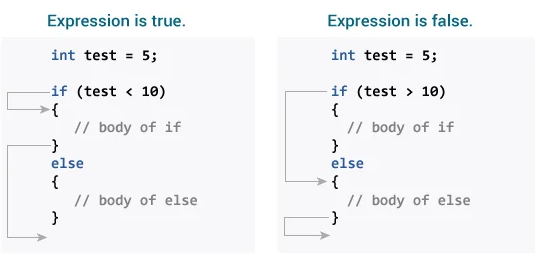 Expression is true.
int test = 5;
if (test < 10)
{
// body of if
}
else
{
// body of else
}
Expression is false.
int test = 5;
if (test > 10)
{
// body of if
}
else
{
// body of else
}